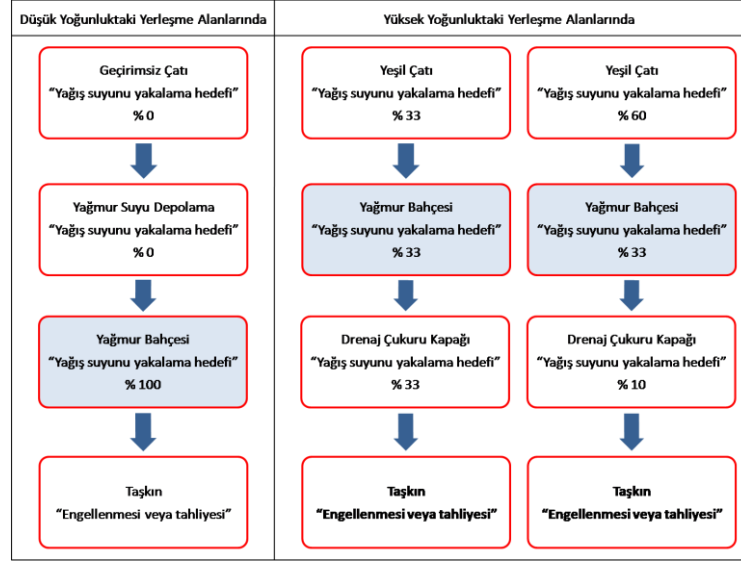 Düşük Yoğunluktaki Yerleşme Alanlarında
Geçirimsiz Çatı
“Yağış suyunu yakalama hedefi”
% 0
Yağmur Suyu Depolama
“Yağış suyunu yakalama hedefi”
% 0
Yağmur Bahçesi
“Yağış suyunu yakalama hedefi”
% 100
Taşkın
“Engellenmesi veya tahliyesi”
Yüksek Yoğunluktaki Yerleşme Alanlarında
Yeşil Çatı
“Yağış suyunu yakalama hedefi”
% 33
Yağmur Bahçesi
“Yağış suyunu yakalama hedefi”
% 33
Drenaj Çukuru Kapağı
“Yağış suyunu yakalama hedefi”
% 33
Taşkın
“Engellenmesi veya tahliyesi”
Yeşil Çatı
“Yağış suyunu yakalama hedefi”
% 60
Yağmur Bahçesi
“Yağış suyunu yakalama hedefi”
% 33
Drenaj Çukuru Kapağı
“Yağış suyunu yakalama hedefi”
% 10
Taşkın
“Engellenmesi veya tahliyesi”